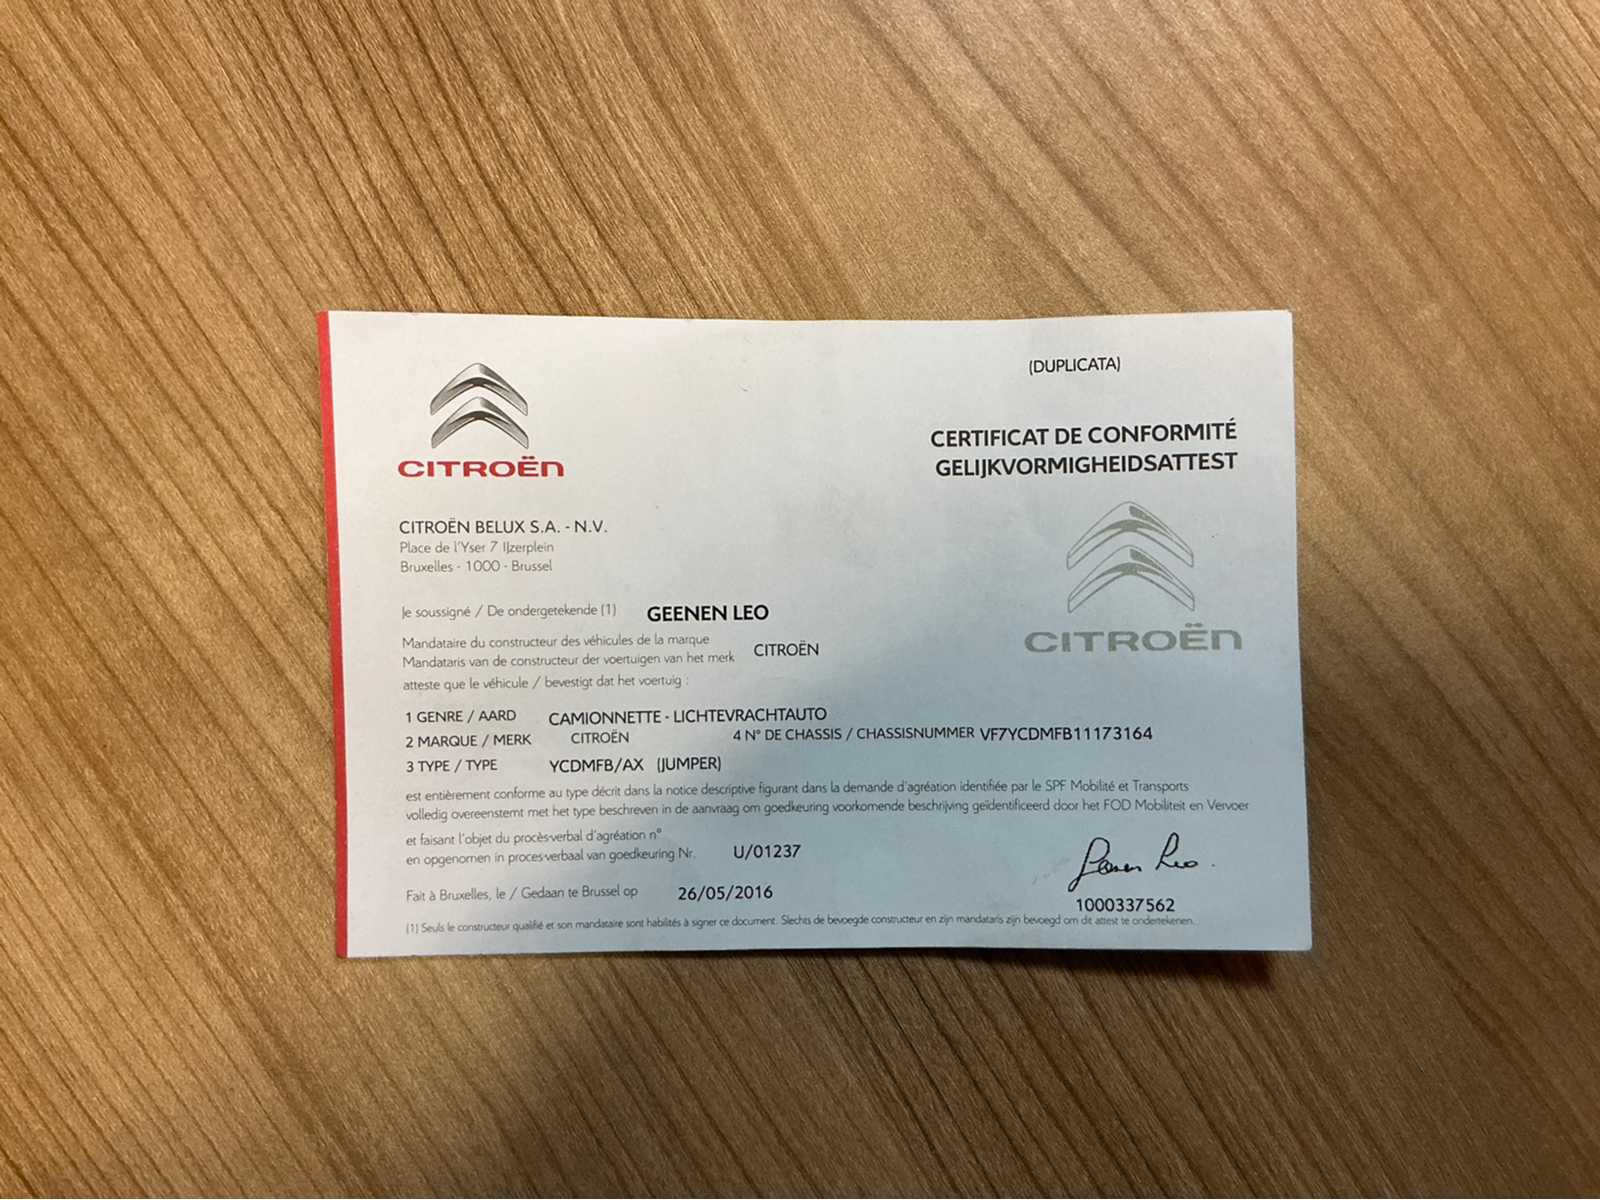 (DUPLICATA)
CITROËN
CERTIFICAT DE CONFORMITÉ
GELIJKVORMIGHEIDSATTEST
CITROËN
CITROËN BELUX S.A. - N.V.
Place de l'Yser 7 IJzerplein
Bruxelles - 1000 - Brussel
Je soussigné / De ondergetekende (1) GEENEN LEO
Mandataire du constructeur des véhicules de la marque
Mandataris van de constructeur der voertuigen van het merk CITROËN
atteste que le véhicule / bevestigt dat het voertuig :
1 GENRE / AARD CAMIONNETTE - LICHTEVRACHTAUTO
2 MARQUE / MERK CITROËN 4 N° DE CHASSIS / CHASSISNUMMER VF7YCDMFB11173164
3 TYPE / TYPE YCDMFB/AX (JUMPER)
est entièrement conforme au type décrit dans la notice descriptive figurant dans la demande d'agréation identifiée par le SPF Mobilité et Transports
volledig overeenstemt met het type beschreven in de aanvraag om goedkeuring voorkomende beschrijving geïdentificeerd door het FOD Mobiliteit en Vervoer
et faisant l'objet du procès-verbal d'agréation n°
en opgenomen in proces-verbaal van goedkeuring Nr. U/01237
Geenen Leo.
Fait à Bruxelles, le / Gedaan te Brussel op 26/05/2016
1000337562
(1) Seuls le constructeur qualifié et son mandataire sont habilités à signer ce document. Slechts de bevoegde constructeur en zijn mandataris zijn bevoegd om dit attest te ondertekenen.